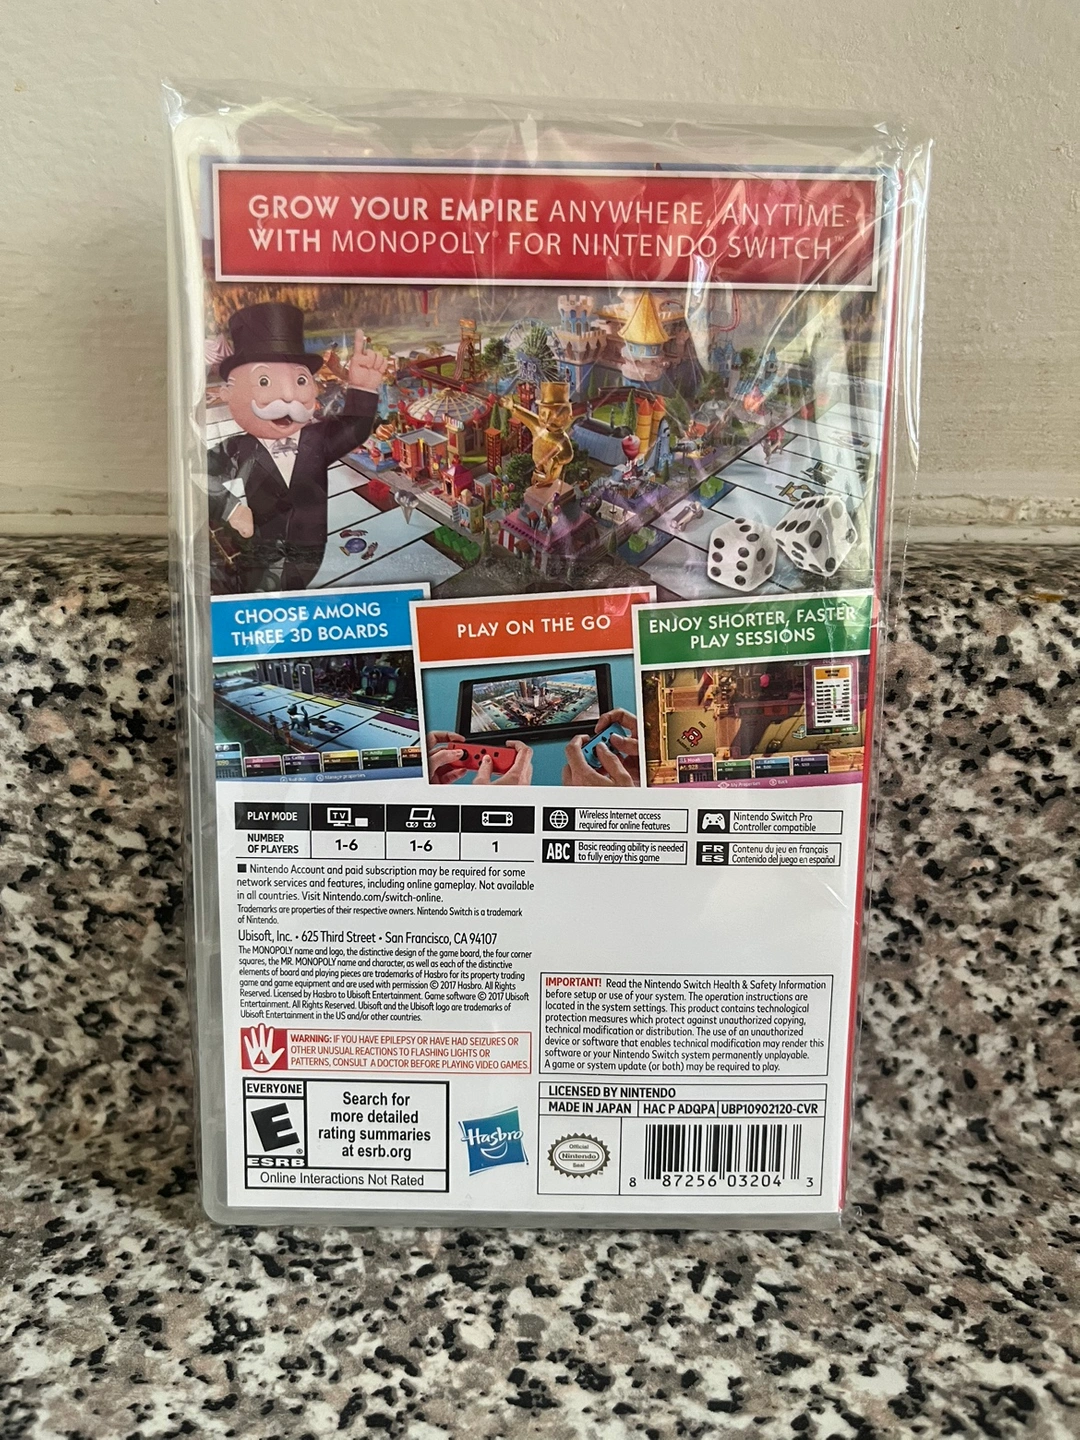 GROW YOUR EMPIRE ANYWHERE, ANYTIME
WITH MONOPOLY FOR NINTENDO SWITCH™
CHOOSE AMONG
THREE 3D BOARDS
PLAY ON THE GO
ENJOY SHORTER, FASTER
PLAY SESSIONS
PLAY MODE
TV
NUMBER
OF PLAYERS
1-6
1-6
1
Wireless Internet access
required for online features
Nintendo Switch Pro
Controller compatible
ABC
Basic reading ability is needed
to fully enjoy this game
FR
ES
Contenu du jeu en français
Contenido del juego en español
■ Nintendo Account and paid subscription may be required for some
network services and features, including online gameplay. Not available
in all countries. Visit Nintendo.com/switch-online.
Trademarks are properties of their respective owners. Nintendo Switch is a trademark
of Nintendo.
Ubisoft, Inc. • 625 Third Street • San Francisco, CA 94107
The MONOPOLY name and logo, the distinctive design of the game board, the four corner
squares, the MR. MONOPOLY name and character, as well as each of the distinctive
elements of board and playing pieces are trademarks of Hasbro for its property trading
game and game equipment and are used with permission © 2017 Hasbro. All Rights
Reserved. Licensed by Hasbro to Ubisoft Entertainment. Game software © 2017 Ubisoft
Entertainment. All Rights Reserved. Ubisoft and the Ubisoft logo are trademarks of
Ubisoft Entertainment in the US and/or other countries.
WARNING: IF YOU HAVE EPILEPSY OR HAVE HAD SEIZURES OR
OTHER UNUSUAL REACTIONS TO FLASHING LIGHTS OR
PATTERNS, CONSULT A DOCTOR BEFORE PLAYING VIDEO GAMES.
IMPORTANT! Read the Nintendo Switch Health & Safety Information
before setup or use of your system. The operation instructions are
located in the system settings. This product contains technological
protection measures which protect against unauthorized copying,
technical modification or distribution. The use of an unauthorized
device or software that enables technical modification may render this
software or your Nintendo Switch system permanently unplayable.
A game or system update (or both) may be required to play.
EVERYONE
E
ESRB
Search for
more detailed
rating summaries
at esrb.org
Online Interactions Not Rated
Hasbro
LICENSED BY NINTENDO
MADE IN JAPAN HAC P ADQPA UBP10902120-CVR
Official
Nintendo
Seal
8 87256 03204 3